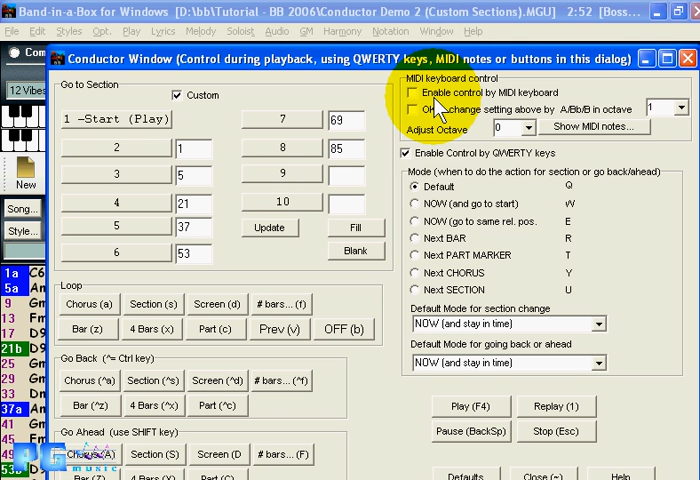 Band-in-a-Box for Windows [D:\bb\Tutorial - BB 2006\Conductor Demo 2 (Custom Sections).MGU] 2:52 [Boss...
File Edit Styles Opt. Play Lyrics Melody Soloist Audio GM Harmony Notation Window Help
Conductor Window (Control during playback, using QWERTY keys, MIDI notes or buttons in this dialog)
Go to Section
Custom
1 -Start (Play) 7 69
2 1 8 85
3 5 9
4 21 10
5 37 Update Fill
6 53 Blank
Loop
Chorus (a) Section (s) Screen (d) # bars... (f)
Bar (z) 4 Bars (x) Part (c) Prev (v) OFF (b)
Go Back (^= Ctrl key)
Chorus (^a) Section (^s) Screen (^d) # bars... (^f)
Bar (^z) 4 Bars (^x) Part (^c)
Go Ahead (use SHIFT key)
Chorus (A) Section (S) Screen (D # bars... (F)
Bar (Z) 4 Bars (X) Part (C)
MIDI keyboard control
Enable control by MIDI keyboard
change setting above by A/Bb/B in octave 1
Adjust Octave 0 Show MIDI notes...
Enable Control by QWERTY keys
Mode (when to do the action for section or go back/ahead)
Default Q
NOW (and go to start) W
NOW (go to same rel. pos. E
Next BAR R
Next PART MARKER T
Next CHORUS Y
Next SECTION U
Default Mode for section change
NOW (and stay in time)
Default Mode for going back or ahead
NOW (and stay in time)
Play (F4) Replay (1)
Pause (BackSp) Stop (Esc)
Defaults Close (~) Help
12 Vibes
New
Song...
Style...
1a C6
5a Am
9 Gm
13 Fm
17 D9
21b D9
25 Gm
29 Gm
33 Dm
37a Am
41 Gm
45
49
53b
PG music